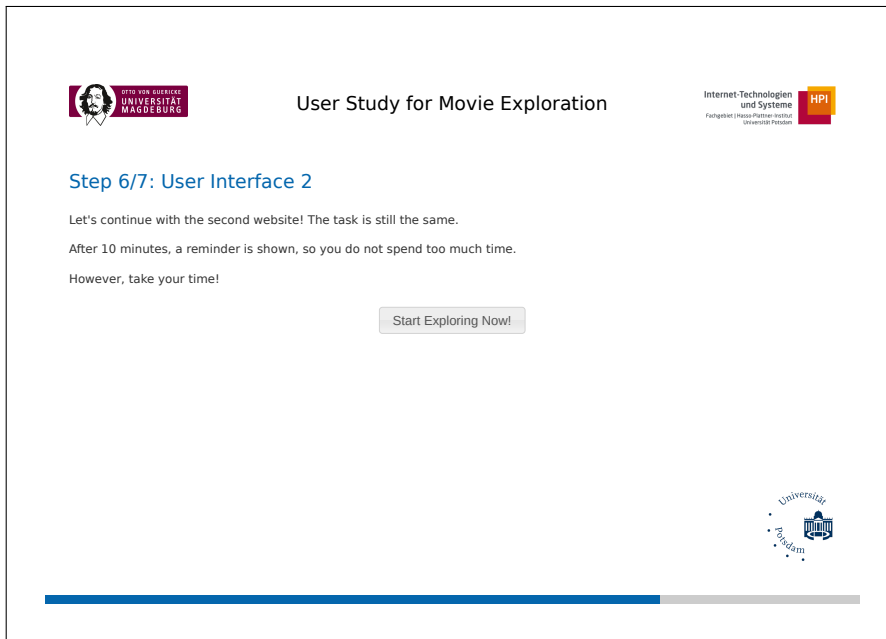 OTTO VON GUERICKE
UNIVERSITÄT
MAGDEBURG
User Study for Movie Exploration
Internet-Technologien
und Systeme
Fachgebiet | Hasso-Plattner-Institut
Universität Potsdam
HPI
Step 6/7: User Interface 2
Let's continue with the second website! The task is still the same.
After 10 minutes, a reminder is shown, so you do not spend too much time.
However, take your time!
Start Exploring Now!
Universität
Potsdam